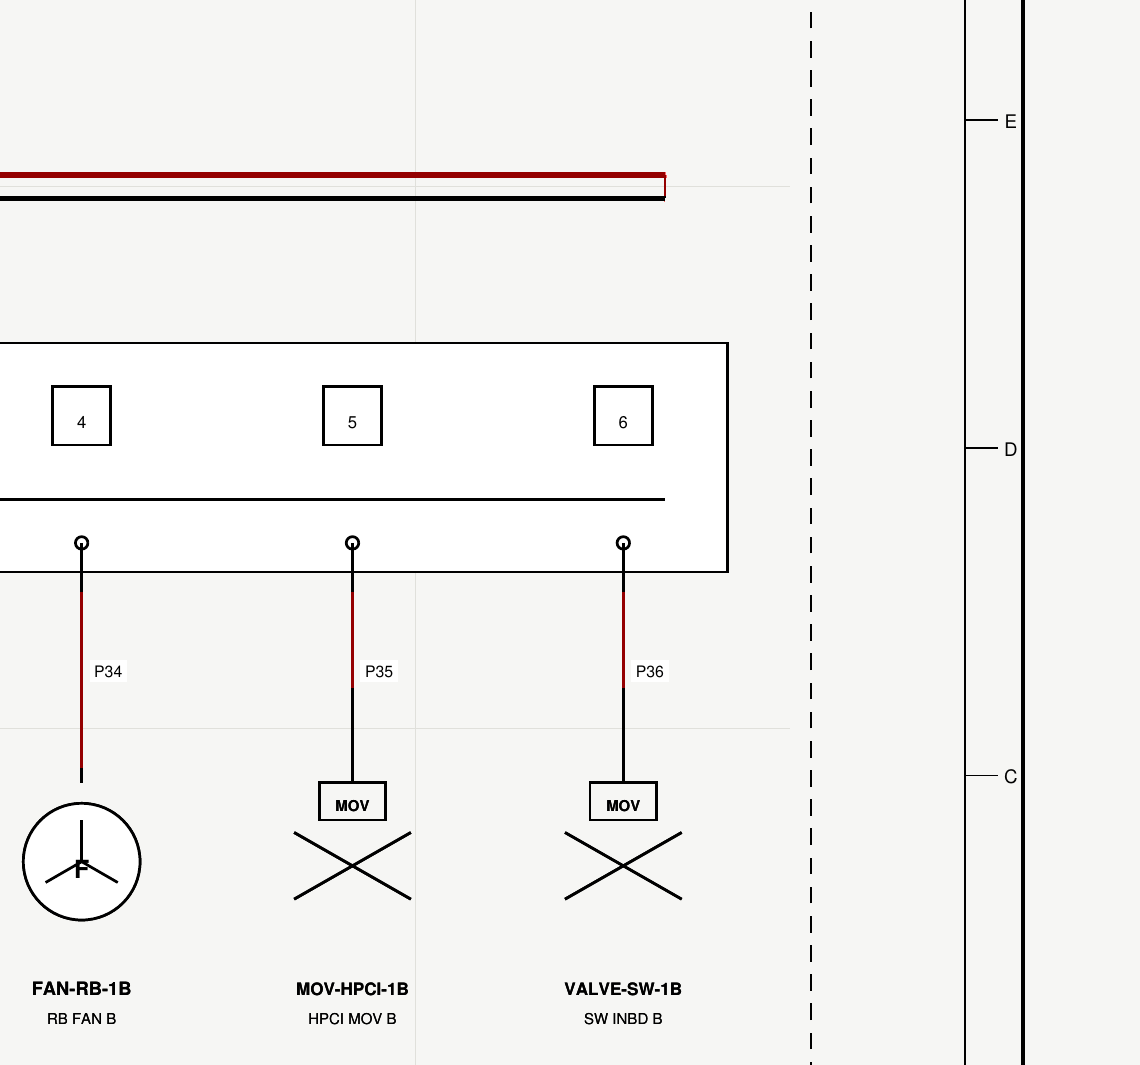 E
4
5
6
D
P34
P35
P36
C
MOV
MOV
F
FAN-RB-1B
MOV-HPCI-1B
VALVE-SW-1B
RB FAN B
HPCI MOV B
SW INBD B